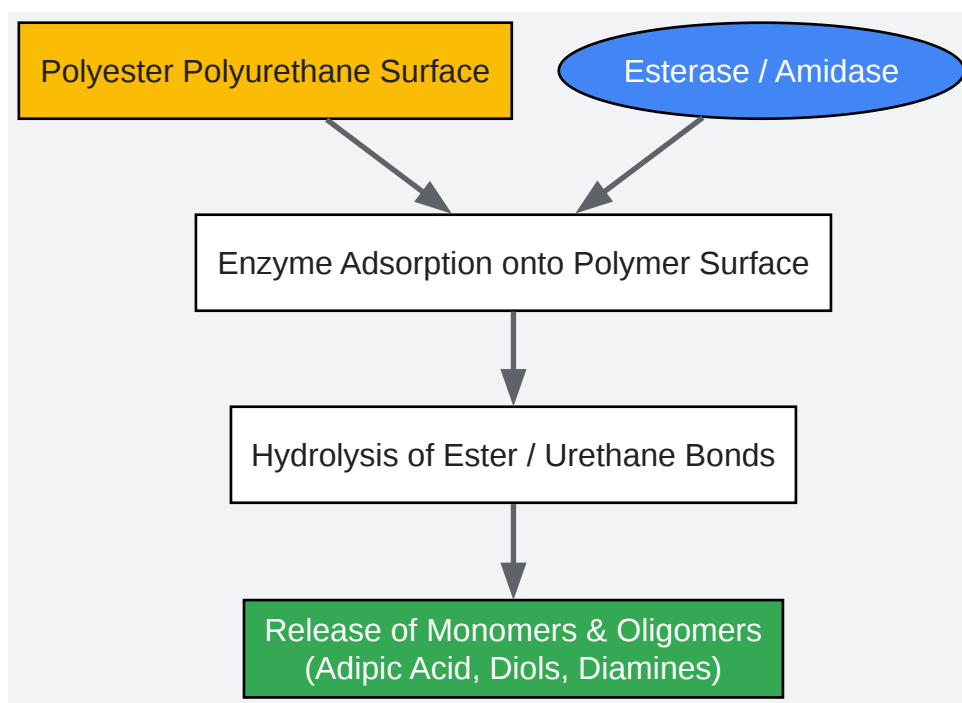 Polyester Polyurethane Surface
Esterase / Amidase
Enzyme Adsorption onto Polymer Surface
Hydrolysis of Ester / Urethane Bonds
Release of Monomers & Oligomers
(Adipic Acid, Diols, Diamines)